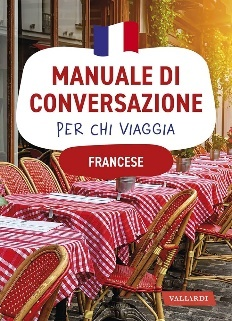 MANUALE DI
CONVERSAZIONE
PER CHI VIAGGIA
FRANCESE
VALLARDI